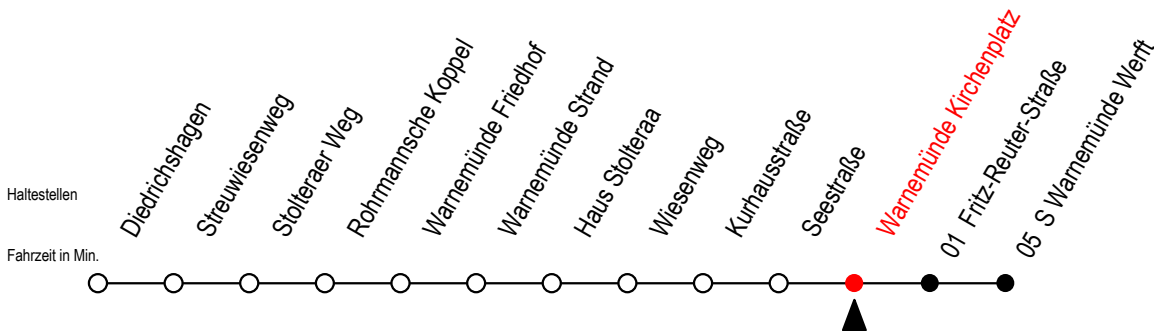 Haltestellen
Fahrzeit in Min.
Diedrichshagen
Streuwiesenweg
Stolteraer Weg
Rohrmannsche Koppel
Warnemünde Friedhof
Warnemünde Strand
Haus Stolteraa
Wiesenweg
Kurhausstraße
Seestraße
Warnemünde Kirchenplatz
01 Fritz-Reuter-Straße
05 S Warnemünde Werft